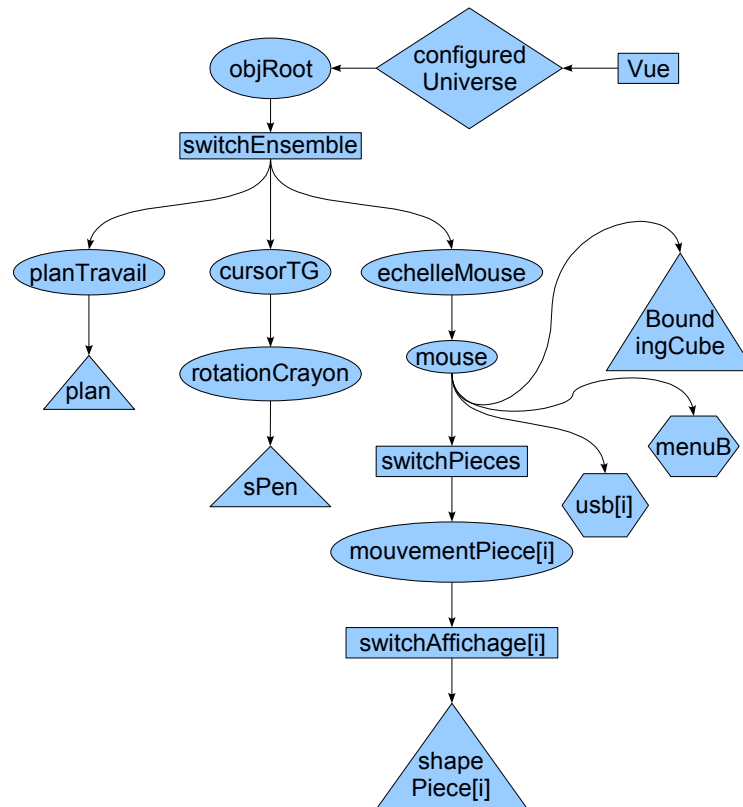 configured
Universe
objRoot
Vue
switchEnsemble
planTravail
cursorTG
echelleMouse
Bound
ingCube
mouse
rotationCrayon
plan
menuB
switchPieces
sPen
usb[i]
mouvementPiece[i]
switchAffichage[i]
shape
Piece[i]